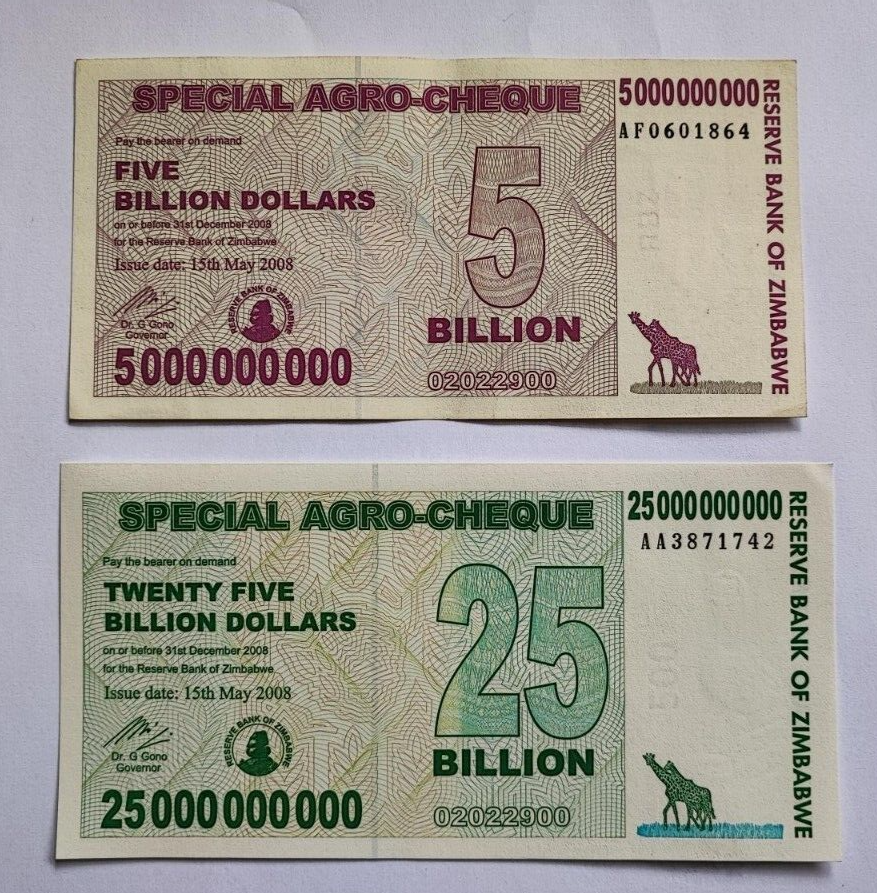 SPECIAL AGRO-CHEQUE
5000000000
AF0601864
Pay the bearer on demand
FIVE
BILLION DOLLARS
on or before 31st December 2008
for the Reserve Bank of Zimbabwe
Issue date: 15th May 2008
5
BILLION
Dr. G Gono
Governor
RESERVE BANK OF ZIMBABWE
5000000000
02022900
RESERVE BANK OF ZIMBABWE
SPECIAL AGRO-CHEQUE
25000000000
AA3871742
Pay the bearer on demand
TWENTY FIVE
BILLION DOLLARS
on or before 31st December 2008
for the Reserve Bank of Zimbabwe
Issue date: 15th May 2008
25
BILLION
Dr. G Gono
Governor
RESERVE BANK OF ZIMBABWE
25000000000
02022900
RESERVE BANK OF ZIMBABWE